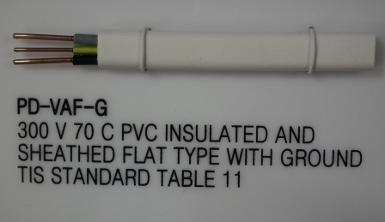 PD-VAF-G
300 V 70 C PVC INSULATED AND
SHEATHED FLAT TYPE WITH GROUND
TIS STANDARD TABLE 11